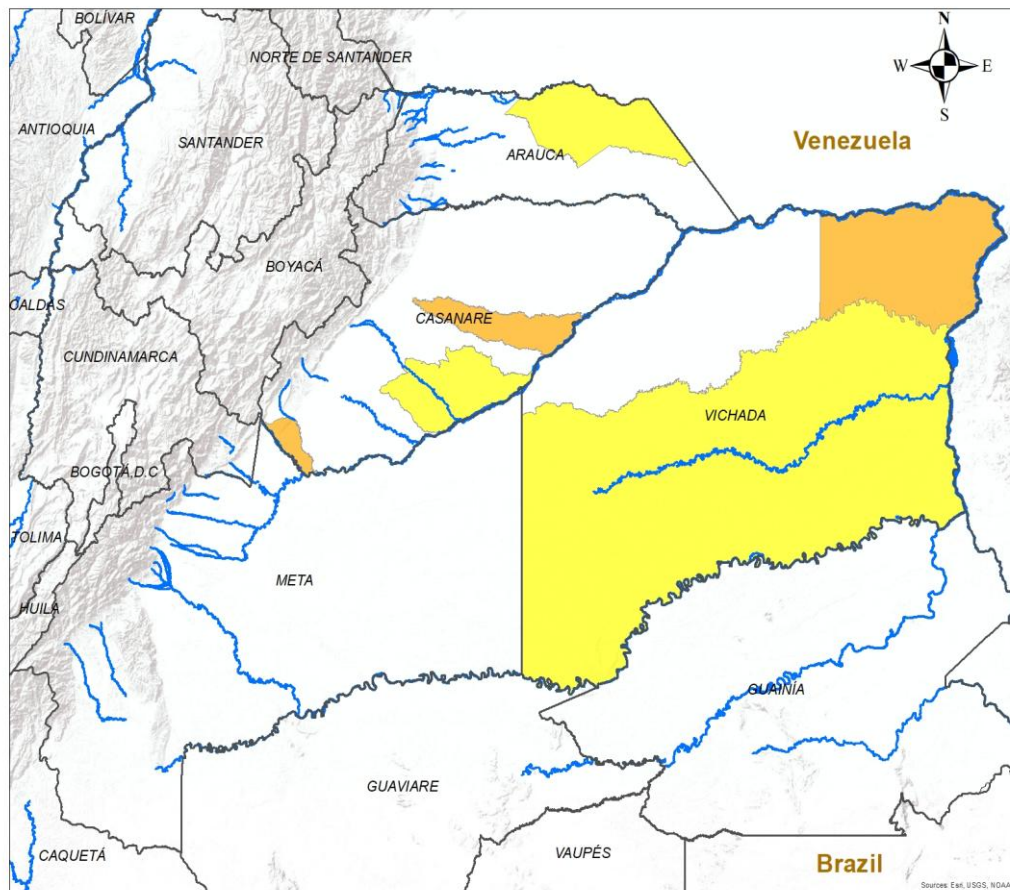 BOLÍVAR
N
NORTE DE SANTANDER
W
E
S
ANTIOQUIA
SANTANDER
ARAUCA
Venezuela
BOYACÁ
CALDAS
CASANARE
CUNDINAMARCA
VICHADA
BOGOTÁ D.C
TOLIMA
META
HUILA
GUAINÍA
GUAVIARE
CAQUETÁ
VAUPÉS
Brazil
Sources: Esri, USGS, NOAA